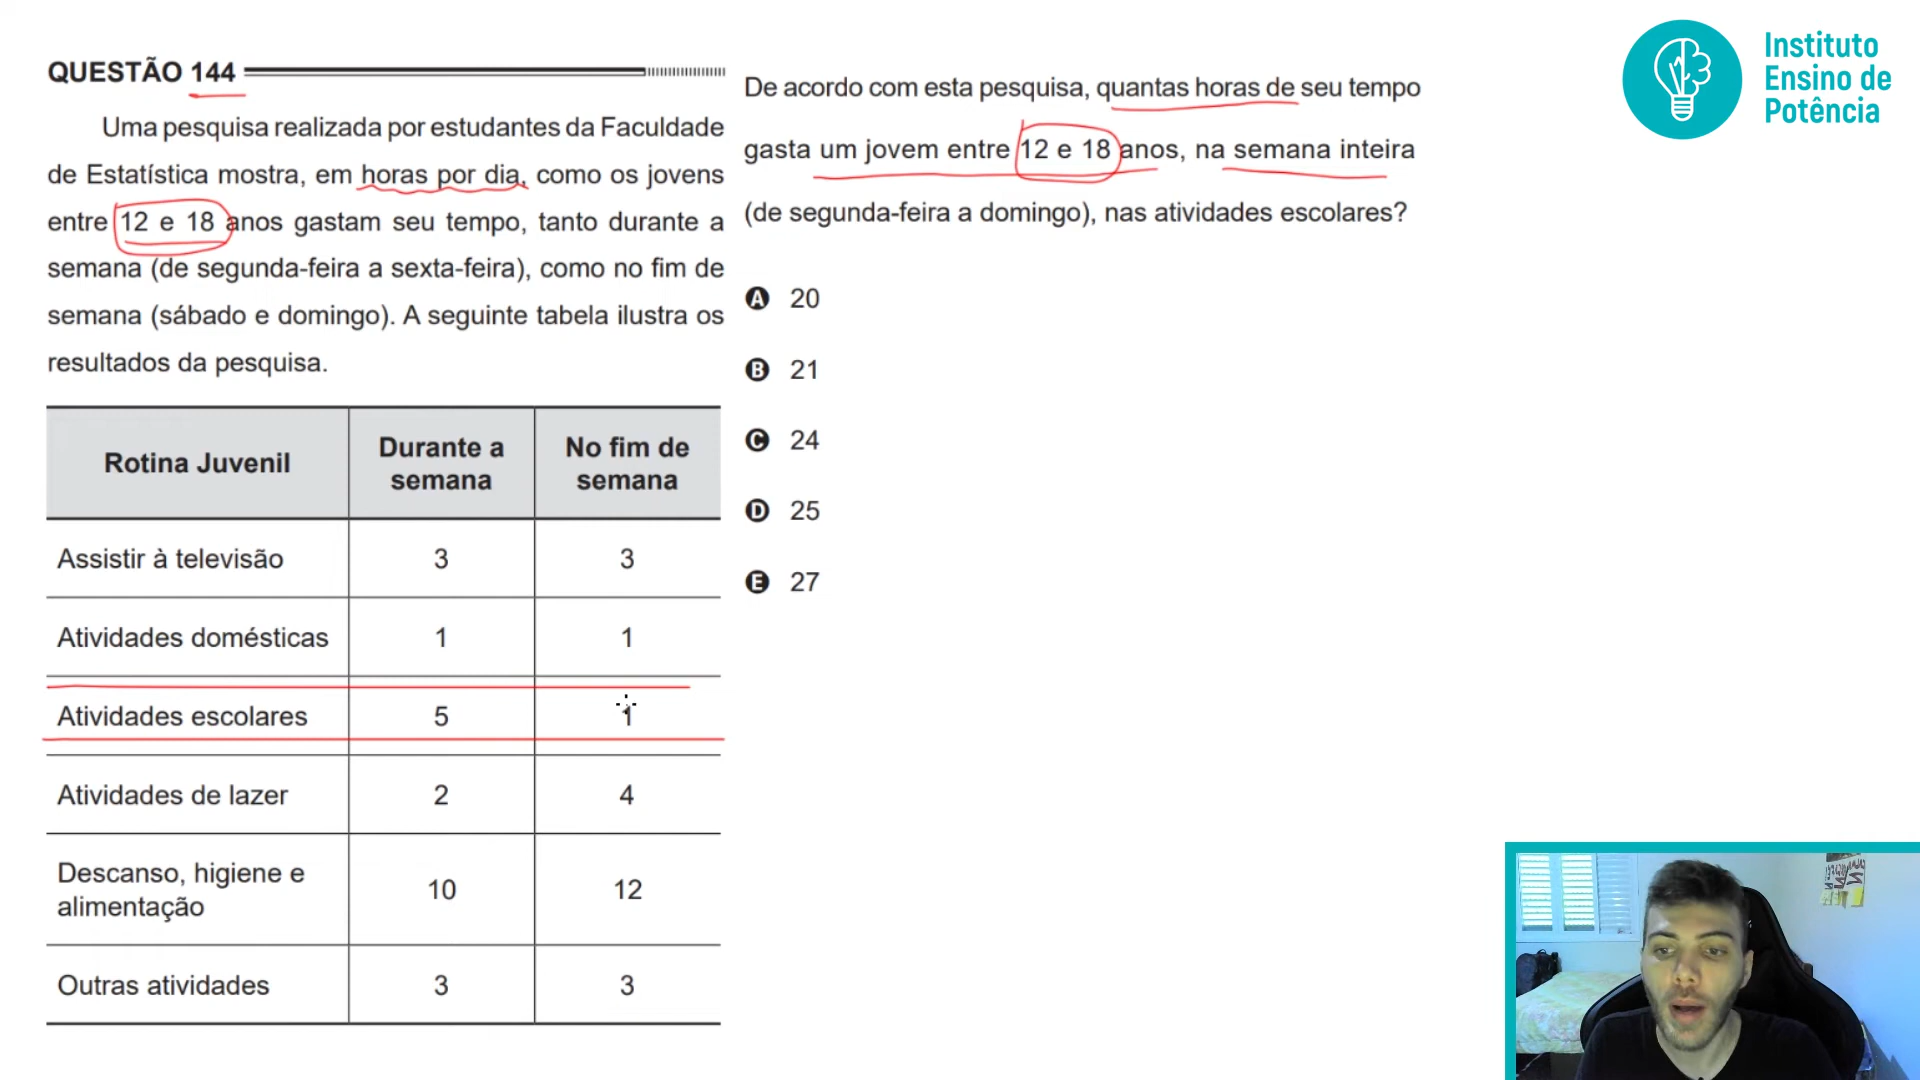 QUESTÃO 144
Uma pesquisa realizada por estudantes da Faculdade
de Estatística mostra, em horas por dia, como os jovens
entre 12 e 18 anos gastam seu tempo, tanto durante a
semana (de segunda-feira a sexta-feira), como no fim de
semana (sábado e domingo). A seguinte tabela ilustra os
resultados da pesquisa.
Rotina Juvenil Durante a semana No fim de semana
Assistir à televisão 3 3
Atividades domésticas 1 1
Atividades escolares 5 1
Atividades de lazer 2 4
Descanso, higiene e alimentação 10 12
Outras atividades 3 3
De acordo com esta pesquisa, quantas horas de seu tempo
gasta um jovem entre 12 e 18 anos, na semana inteira
(de segunda-feira a domingo), nas atividades escolares?
A 20
B 21
C 24
D 25
E 27
Instituto
Ensino de
Potência